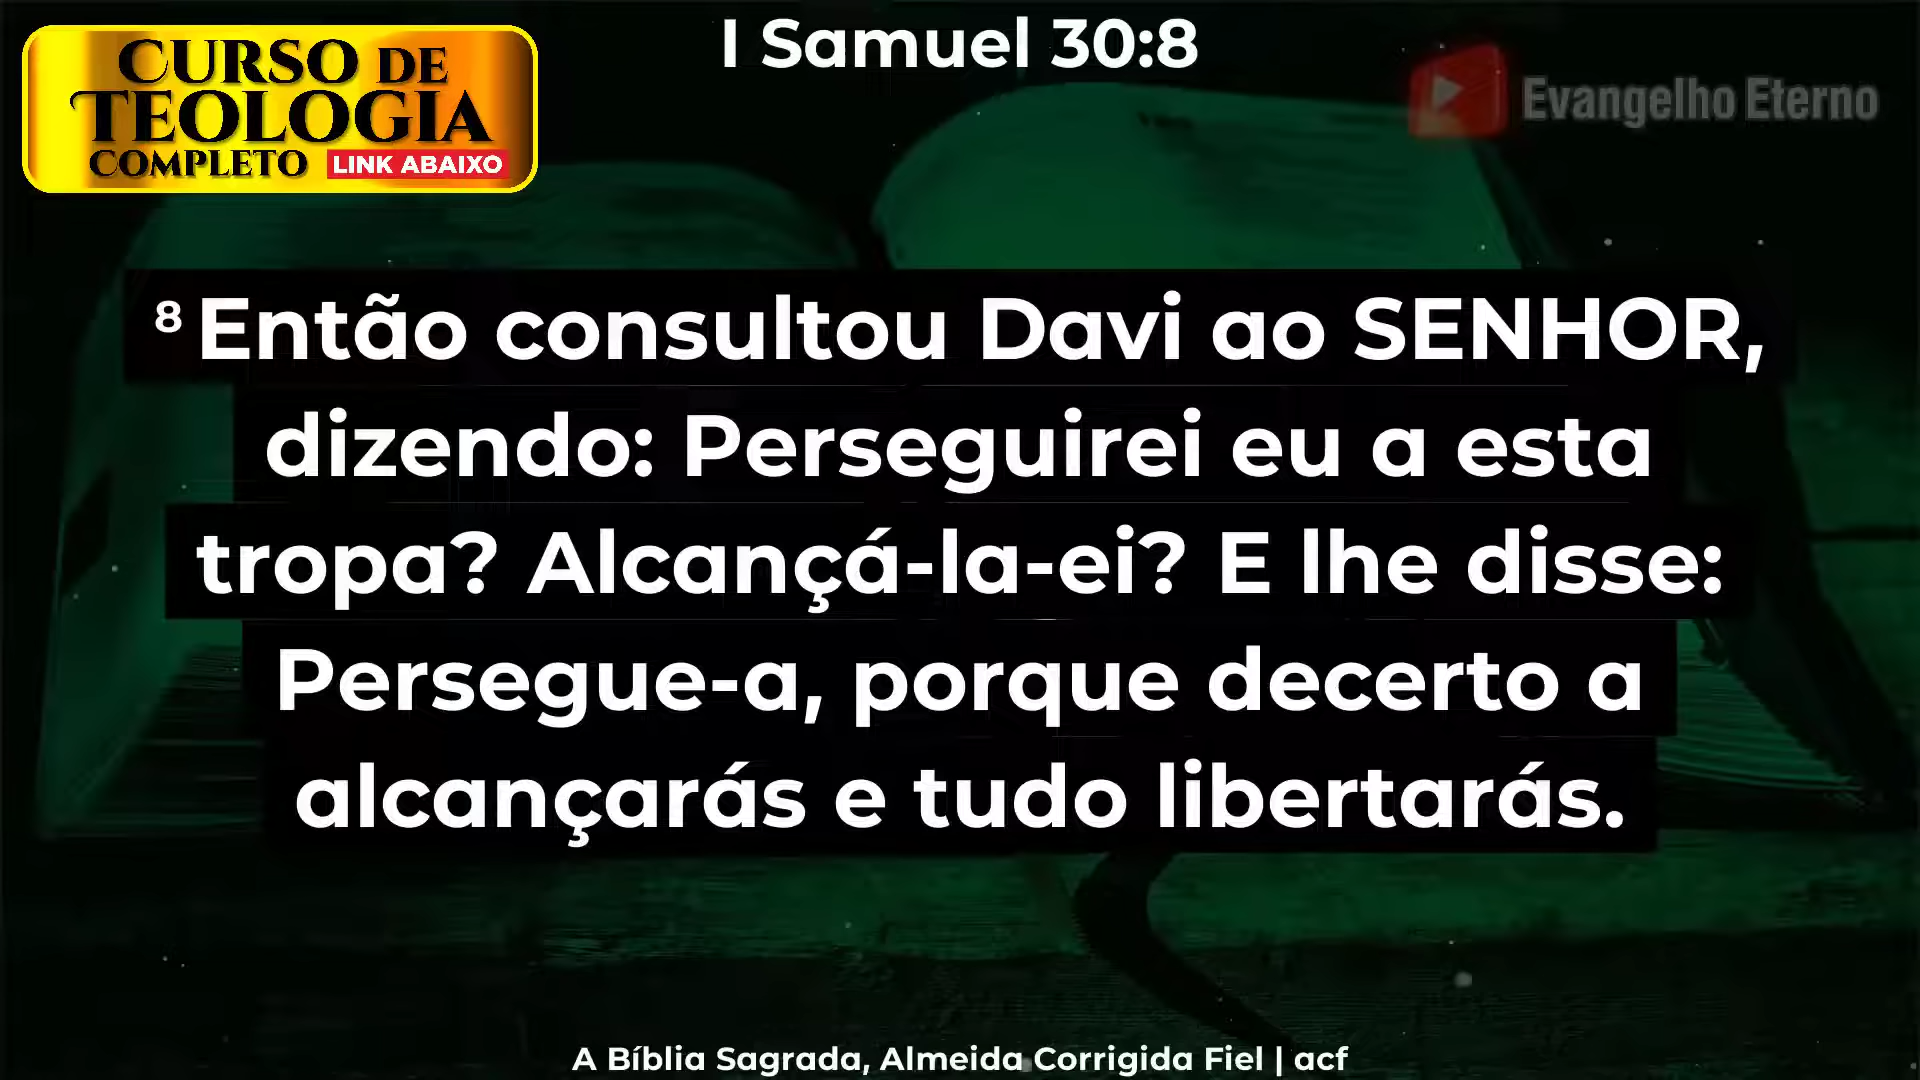 I Samuel 30:8
CURSO DE
TEOLOGIA
COMPLETO LINK ABAIXO
Evangelho Eterno
8 Então consultou Davi ao SENHOR,
dizendo: Perseguirei eu a esta
tropa? Alcançá-la-ei? E lhe disse:
Persegue-a, porque decerto a
alcançarás e tudo libertarás.
A Bíblia Sagrada, Almeida Corrigida Fiel | acf